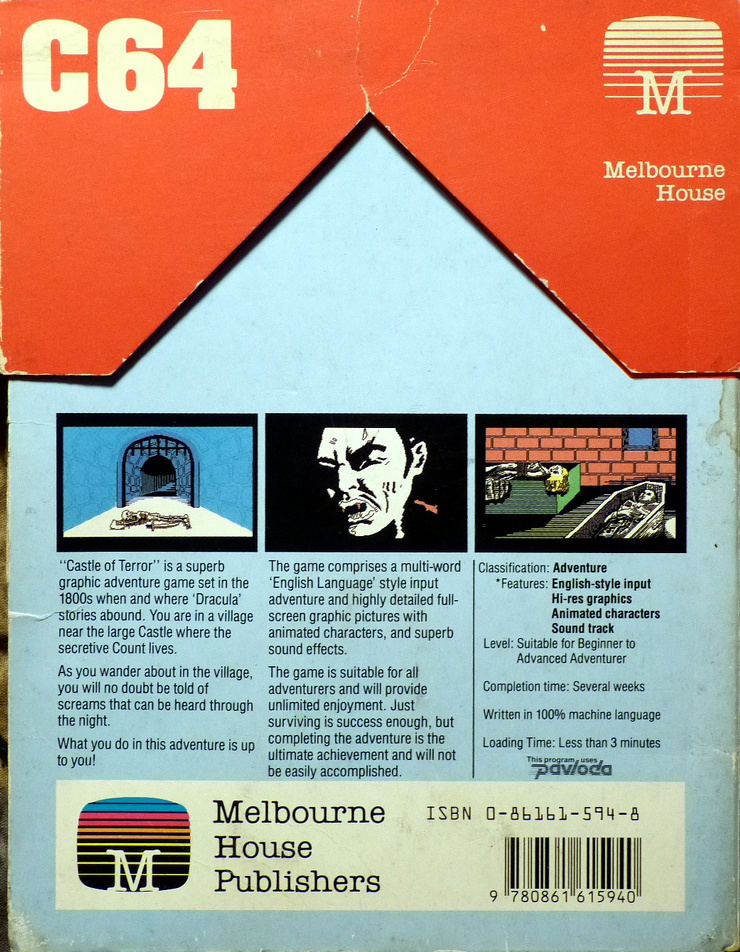 C64
M
Melbourne
House
"Castle of Terror" is a superb
graphic adventure game set in the
1800s when and where 'Dracula'
stories abound. You are in a village
near the large Castle where the
secretive Count lives.
As you wander about in the village,
you will no doubt be told of
screams that can be heard through
the night.
What you do in this adventure is up
to you!
The game comprises a multi-word
'English Language' style input
adventure and highly detailed full-
screen graphic pictures with
animated characters, and superb
sound effects.
The game is suitable for all
adventurers and will provide
unlimited enjoyment. Just
surviving is success enough, but
completing the adventure is the
ultimate achievement and will not
be easily accomplished.
Classification: Adventure
*Features: English-style input
Hi-res graphics
Animated characters
Sound track
Level: Suitable for Beginner to
Advanced Adventurer
Completion time: Several weeks
Written in 100% machine language
Loading Time: Less than 3 minutes
This program uses
pavloda
M
Melbourne
House
Publishers
ISBN 0-86161-594-8
9 780861 615940